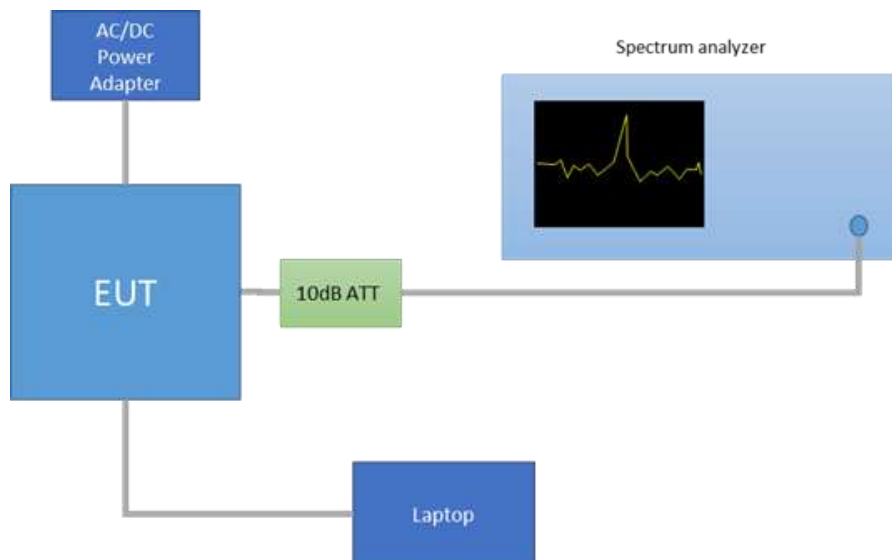 AC/DC
Power
Adapter
Spectrum analyzer
EUT
10dB ATT
Laptop